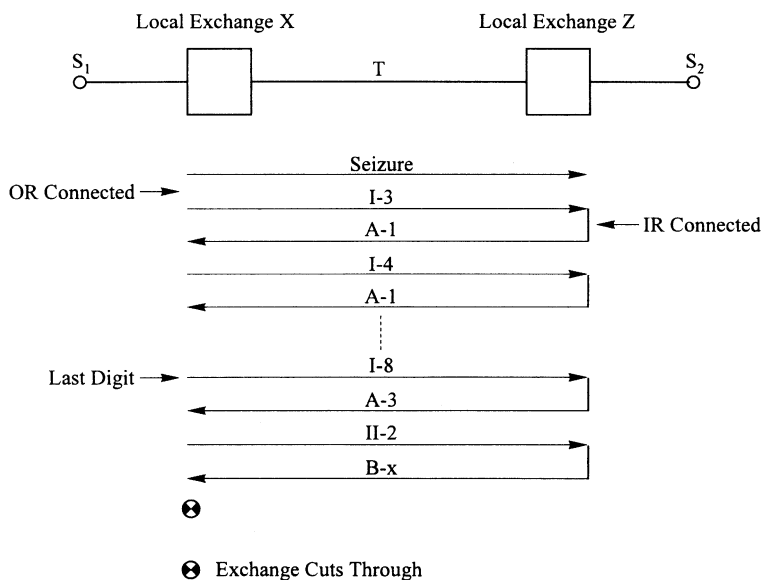 Local Exchange X
Local Exchange Z
S1
T
S2
Seizure
OR Connected
I-3
IR Connected
A-1
I-4
A-1
I-8
Last Digit
A-3
II-2
B-x
Exchange Cuts Through